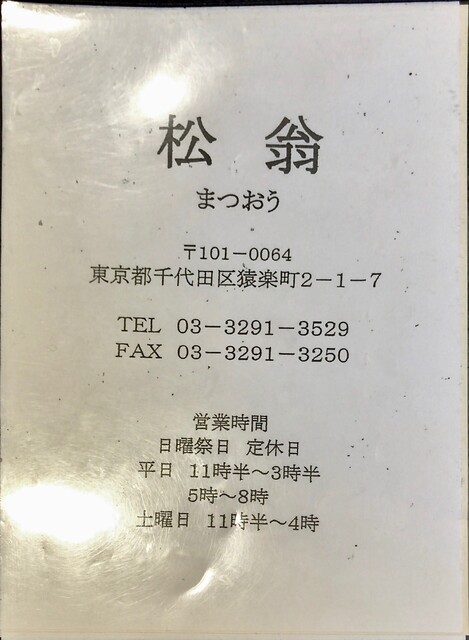 松 翁
まつおう
〒101-0064
東京都千代田区猿楽町2-1-7
TEL 03-3291-3529
FAX 03-3291-3250
営業時間
日曜祭日 定休日
平日 11時半~3時半
5時~8時
土曜日 11時半~4時